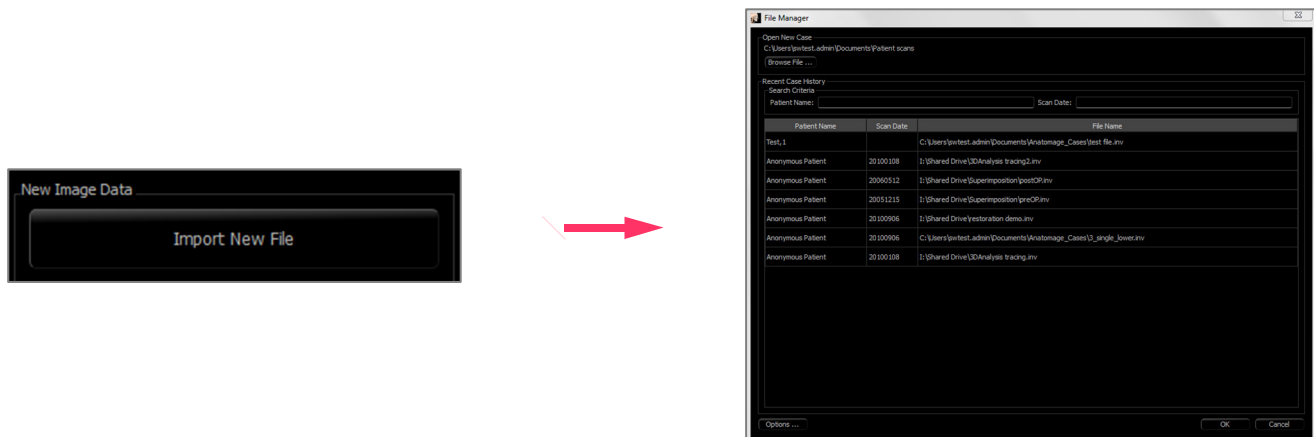 New Image Data
Import New File
File Manager
Open New Case
C:\Users\swtest.admin\Documents\Patient scans
Browse File ...
Recent Case History
Search Criteria
Patient Name: Scan Date:
Patient Name Scan Date File Name
Test,1 C:\Users\swtest.admin\Documents\Anatomage_Cases\test file.inv
Anonymous Patient 20100108 I:\Shared Drive\3DAnalysis tracing2.inv
Anonymous Patient 20060512 I:\Shared Drive\Superimposition\postOP.inv
Anonymous Patient 20051215 I:\Shared Drive\Superimposition\preOP.inv
Anonymous Patient 20100906 I:\Shared Drive\restoration demo.inv
Anonymous Patient 20100906 C:\Users\swtest.admin\Documents\Anatomage_Cases\3_single_lower.inv
Anonymous Patient 20100108 I:\Shared Drive\3DAnalysis tracing.inv
Options ... OK Cancel